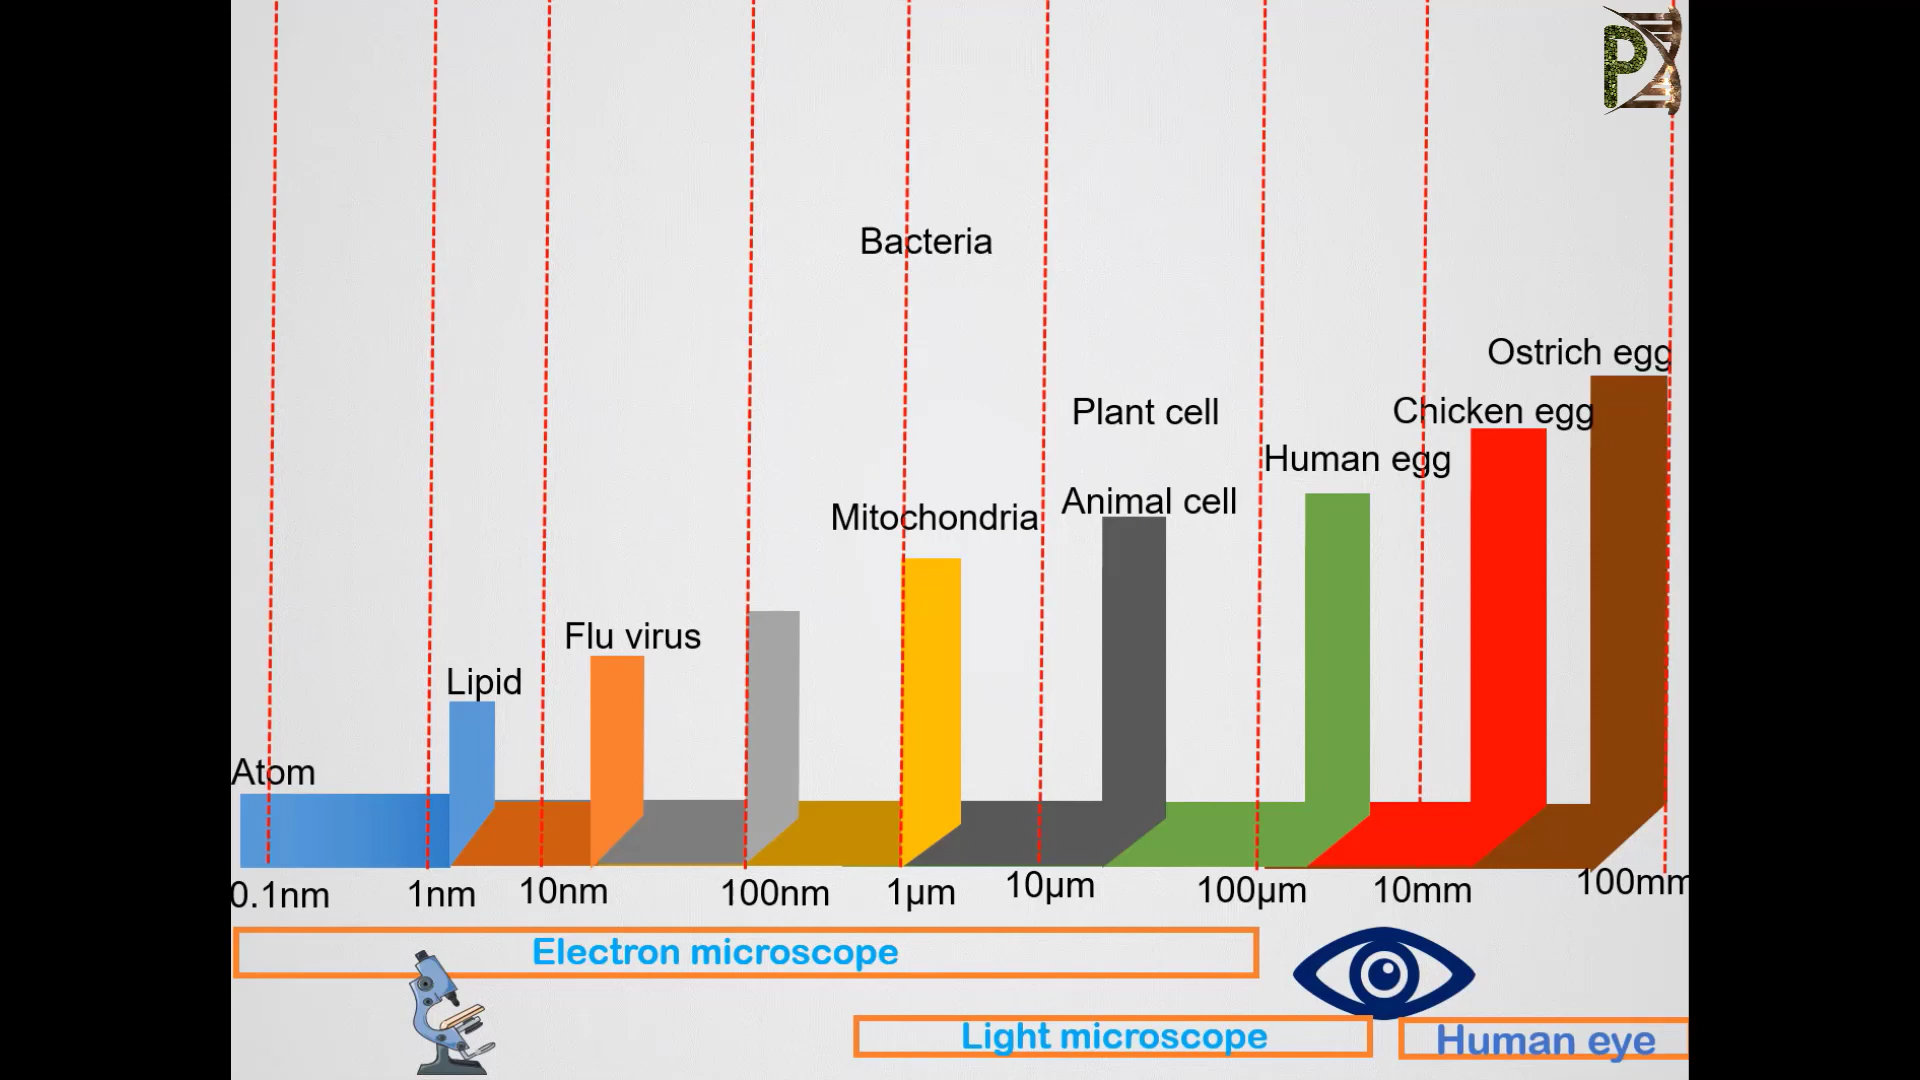 P
Bacteria
Ostrich egg
Plant cell
Chicken egg
Human egg
Animal cell
Mitochondria
Flu virus
Lipid
Atom
0.1nm 1nm 10nm 100nm 1µm 10µm 100µm 10mm 100mm
Electron microscope
Light microscope
Human eye